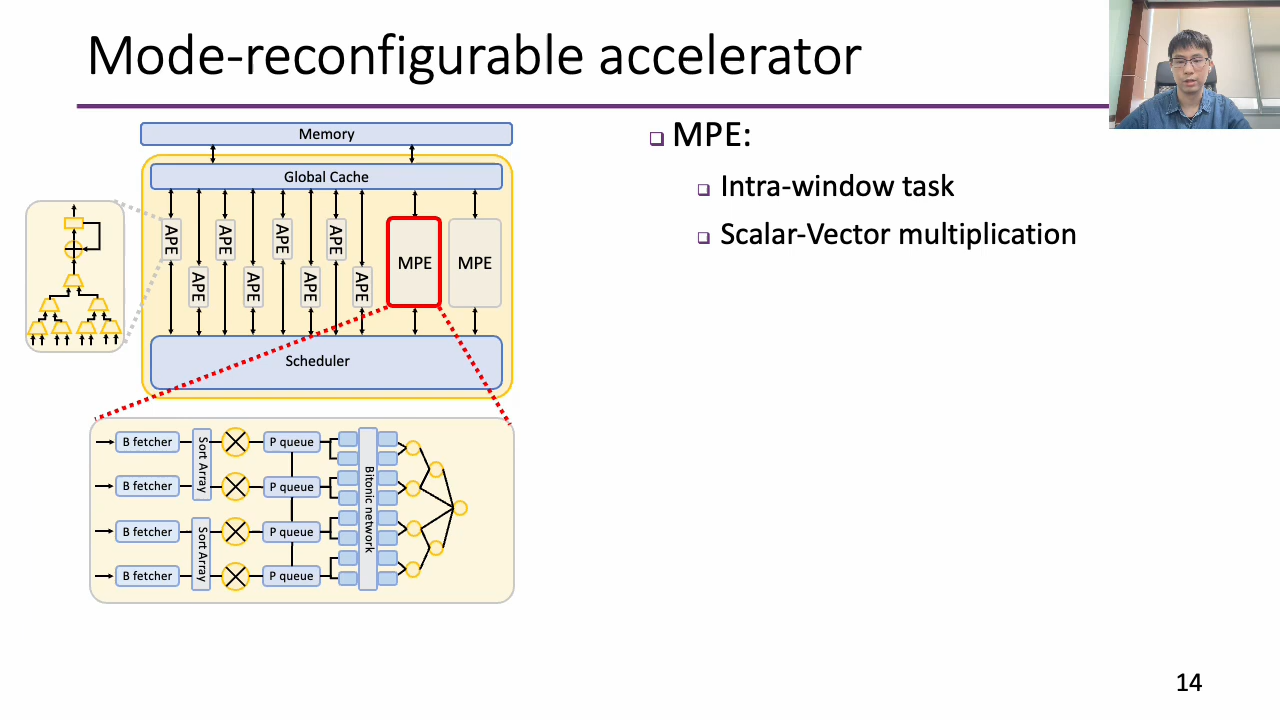 Mode-reconfigurable accelerator
Memory
Global Cache
APE
APE
APE
APE
APE
APE
APE
APE
MPE
MPE
Scheduler
B fetcher
B fetcher
B fetcher
B fetcher
Sort Array
Sort Array
P queue
P queue
P queue
P queue
Bitonic network
MPE:
Intra-window task
Scalar-Vector multiplication
14